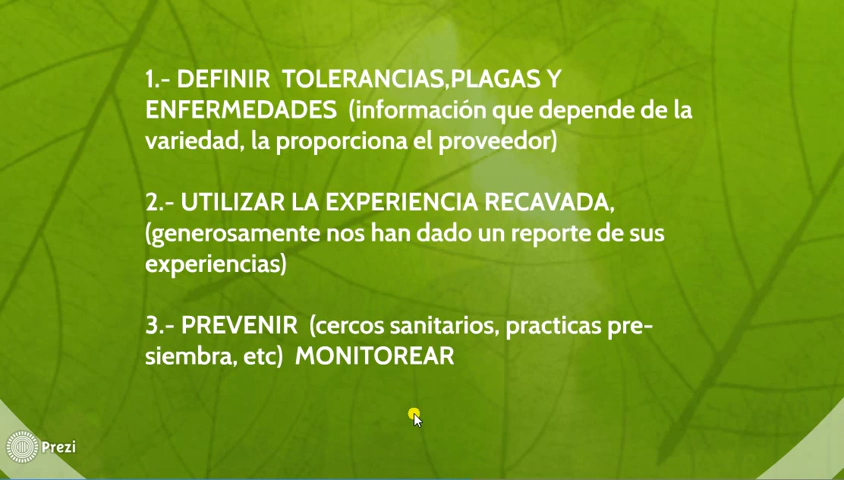 1.- DEFINIR  TOLERANCIAS,PLAGAS Y
ENFERMEDADES  (información que depende de la
variedad, la proporciona el proveedor)
2.- UTILIZAR LA EXPERIENCIA RECAVADA,
(generosamente nos han dado un reporte de sus
experiencias)
3.- PREVENIR  (cercos sanitarios, practicas pre-
siembra, etc)  MONITOREAR
Prezi